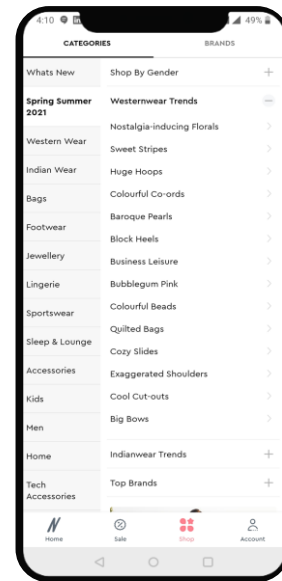 4:10
49%
CATEGORIES
BRANDS
Whats New
Spring Summer
2021
Western Wear
Indian Wear
Bags
Footwear
Jewellery
Lingerie
Sportswear
Sleep & Lounge
Accessories
Kids
Men
Home
Tech
Accessories
Shop By Gender
Westernwear Trends
Nostalgia-inducing Florals
Sweet Stripes
Huge Hoops
Colourful Co-ords
Baroque Pearls
Block Heels
Business Leisure
Bubblegum Pink
Colourful Beads
Quilted Bags
Cozy Slides
Exaggerated Shoulders
Cool Cut-outs
Big Bows
Indianwear Trends
Top Brands
Home
Sale
Shop
Account